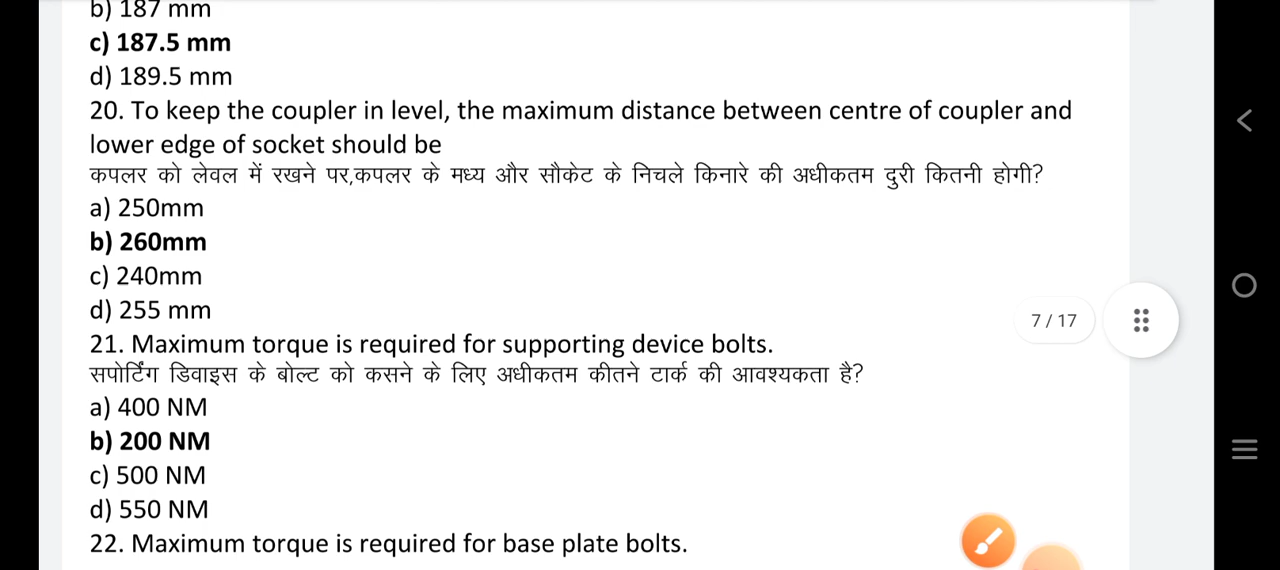 b) 187 mm
c) 187.5 mm
d) 189.5 mm
20. To keep the coupler in level, the maximum distance between centre of coupler and
lower edge of socket should be
कपलर को लेवल में रखने पर,कपलर के मध्य और सौकेट के निचले किनारे की अधीकतम दुरी कितनी होगी?
a) 250mm
b) 260mm
c) 240mm
d) 255 mm
7 / 17
21. Maximum torque is required for supporting device bolts.
सपोर्टिंग डिवाइस के बोल्ट को कसने के लिए अधीकतम कीतने टार्क की आवश्यकता है?
a) 400 NM
b) 200 NM
c) 500 NM
d) 550 NM
22. Maximum torque is required for base plate bolts.